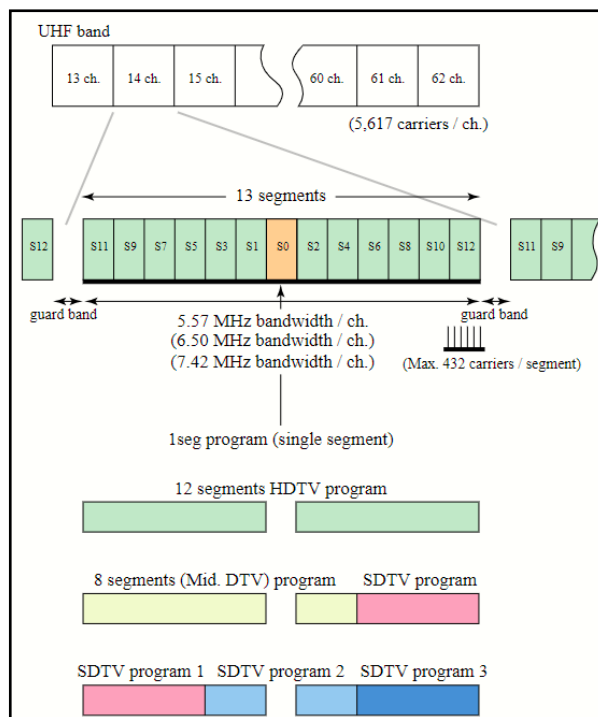 UHF band
13 ch. 14 ch. 15 ch. 60 ch. 61 ch. 62 ch.
(5,617 carriers / ch.)
13 segments
S12 S11 S9 S7 S5 S3 S1 S0 S2 S4 S6 S8 S10 S12 S11 S9
guard band guard band
5.57 MHz bandwidth / ch.
(6.50 MHz bandwidth / ch.)
(7.42 MHz bandwidth / ch.)
(Max. 432 carriers / segment)
1seg program (single segment)
12 segments HDTV program
8 segments (Mid. DTV) program SDTV program
SDTV program 1 SDTV program 2 SDTV program 3